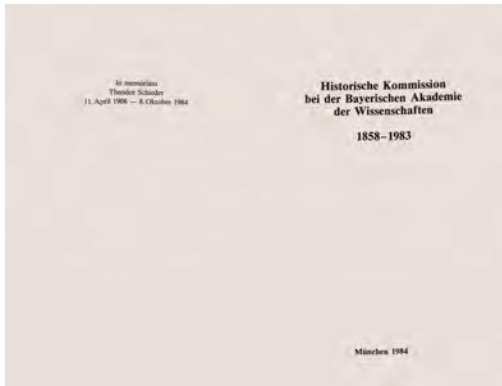 In memoriam
Theodor Schieder
11. April 1908 — 8. Oktober 1984
Historische Kommission
bei der Bayerischen Akademie
der Wissenschaften
1858–1983
München 1984